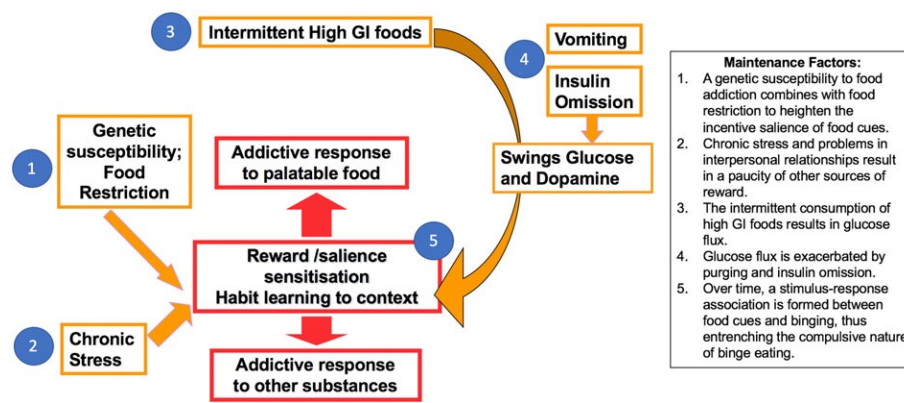 3
Intermittent High GI foods
4
Vomiting
Insulin
Omission
Swings Glucose
and Dopamine
1
Genetic
susceptibility;
Food
Restriction
Addictive response
to palatable food
5
Reward /salience
sensitisation
Habit learning to context
2
Chronic
Stress
Addictive response
to other substances
Maintenance Factors:
1. A genetic susceptibility to food
addiction combines with food
restriction to heighten the
incentive salience of food cues.
2. Chronic stress and problems in
interpersonal relationships result
in a paucity of other sources of
reward.
3. The intermittent consumption of
high GI foods results in glucose
flux.
4. Glucose flux is exacerbated by
purging and insulin omission.
5. Over time, a stimulus-response
association is formed between
food cues and binging, thus
entrenching the compulsive nature
of binge eating.